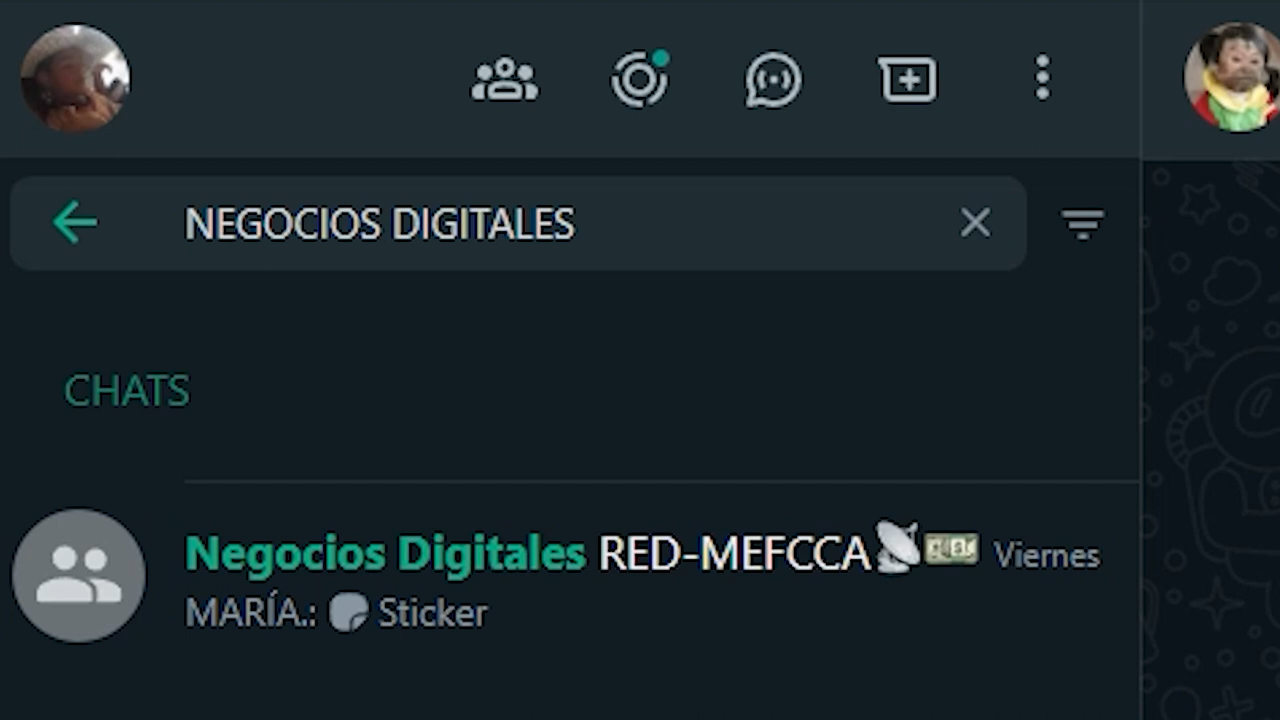 NEGOCIOS DIGITALES
CHATS
Negocios Digitales RED-MEFCCA📡💵 Viernes
MARÍA.: Sticker